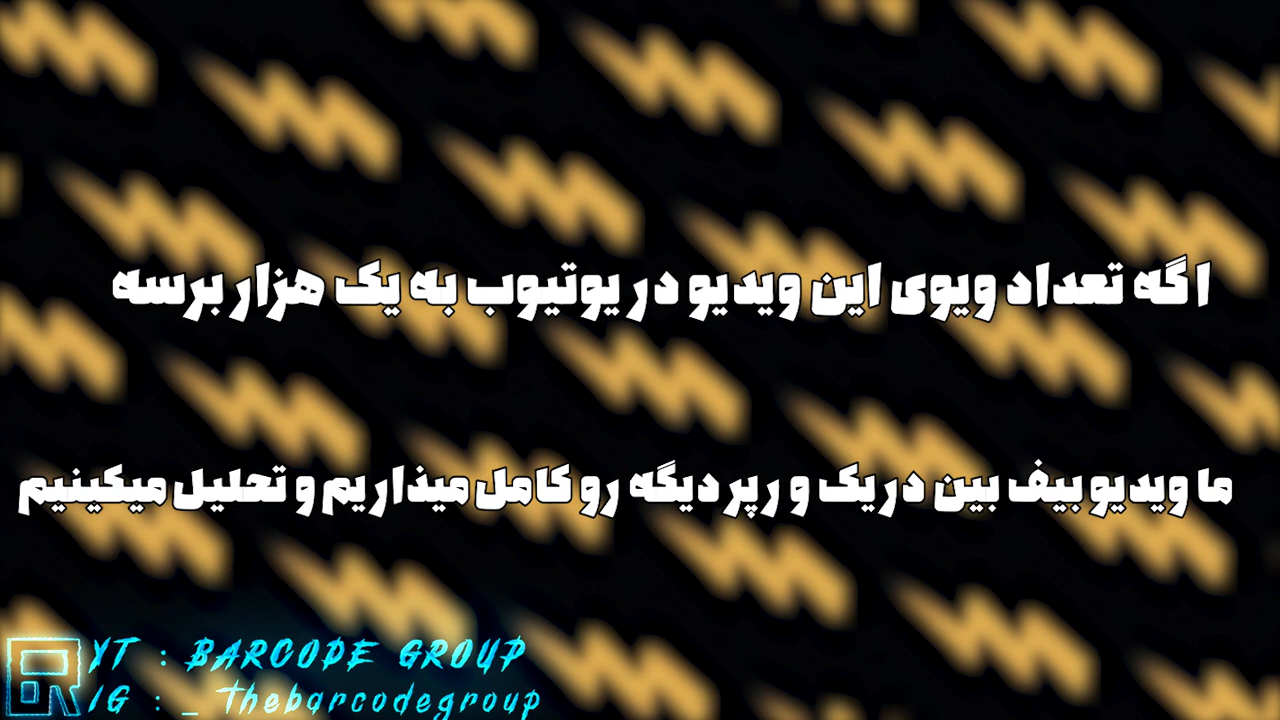 اگه تعداد ویوی این ویدیو در یوتیوب به یک هزار برسه
ما ویدیو بیف بین دریک و رپر دیگه رو کامل میذاریم و تحلیل میکینیم
YT : BARCODE GROUP
IG : _ Thebarcodegroup